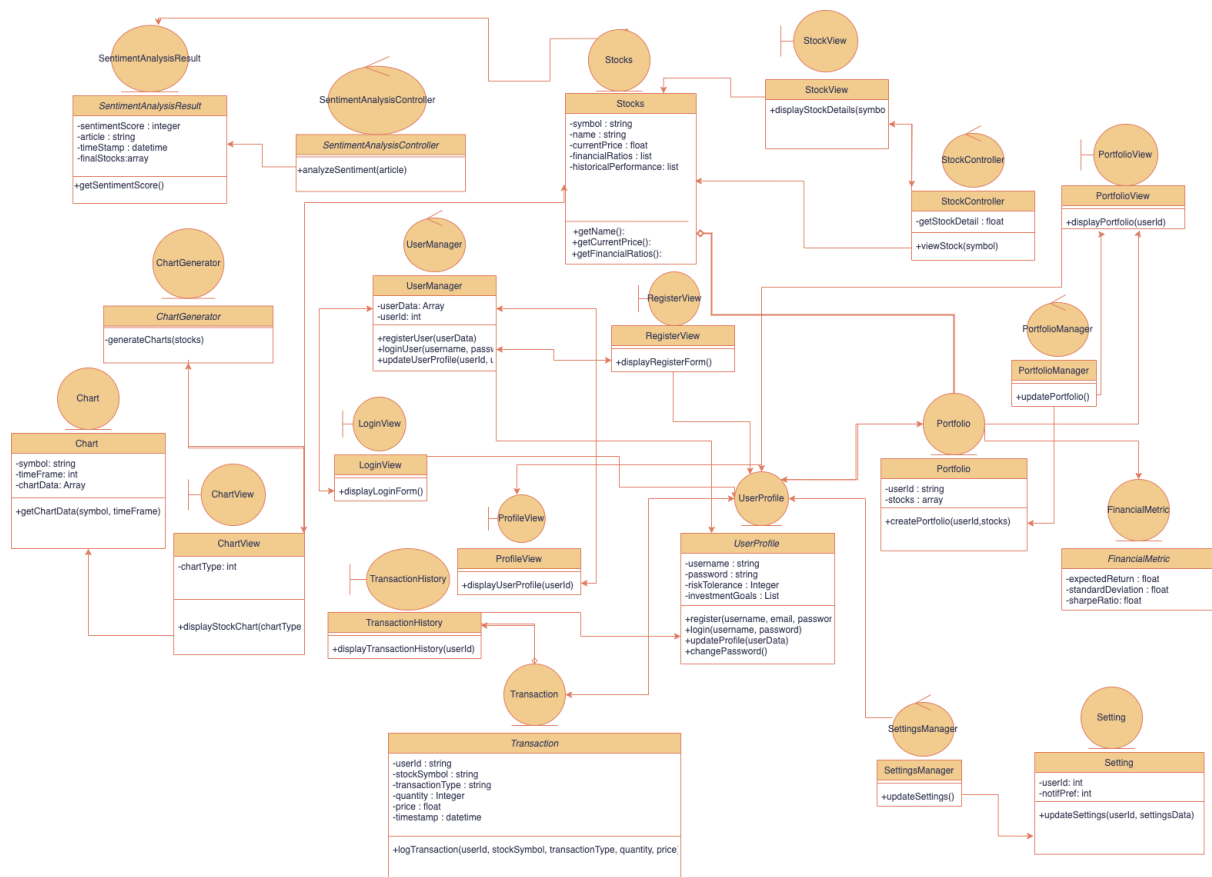 SentimentAnalysisResult
SentimentAnalysisResult
-sentimentScore : integer
-article : string
-timeStamp : datetime
-finalStocks:array
+getSentimentScore()
SentimentAnalysisController
SentimentAnalysisController
+analyzeSentiment(article)
Stocks
Stocks
-symbol : string
-name : string
-currentPrice : float
-financialRatios : list
-historicalPerformance: list
+getName():
+getCurrentPrice():
+getFinancialRatios():
StockView
StockView
+displayStockDetails(symbo
StockController
StockController
-getStockDetail : float
+viewStock(symbol)
PortfolioView
PortfolioView
+displayPortfolio(userId)
ChartGenerator
ChartGenerator
-generateCharts(stocks)
UserManager
UserManager
-userData: Array
-userId: int
+registerUser(userData)
+loginUser(username, passw
+updateUserProfile(userId, u
RegisterView
RegisterView
+displayRegisterForm()
PortfolioManager
PortfolioManager
+updatePortfolio()
Chart
Chart
-symbol: string
-timeFrame: int
-chartData: Array
+getChartData(symbol, timeFrame)
ChartView
ChartView
-chartType: int
+displayStockChart(chartType
LoginView
LoginView
+displayLoginForm()
ProfileView
ProfileView
+displayUserProfile(userId)
UserProfile
UserProfile
-username : string
-password : string
-riskTolerance : Integer
-investmentGoals : List
+register(username, email, passwor
+login(username, password)
+updateProfile(userData)
+changePassword()
Portfolio
Portfolio
-userId : string
-stocks : array
+createPortfolio(userId,stocks)
FinancialMetric
FinancialMetric
-expectedReturn : float
-standardDeviation : float
-sharpeRatio: float
TransactionHistory
TransactionHistory
+displayTransactionHistory(userId)
Transaction
Transaction
-userId : string
-stockSymbol : string
-transactionType : string
-quantity : Integer
-price : float
-timestamp : datetime
+logTransaction(userId, stockSymbol, transactionType, quantity, price
SettingsManager
SettingsManager
+updateSettings()
Setting
Setting
-userId: int
-notifPref: int
+updateSettings(userId, settingsData)